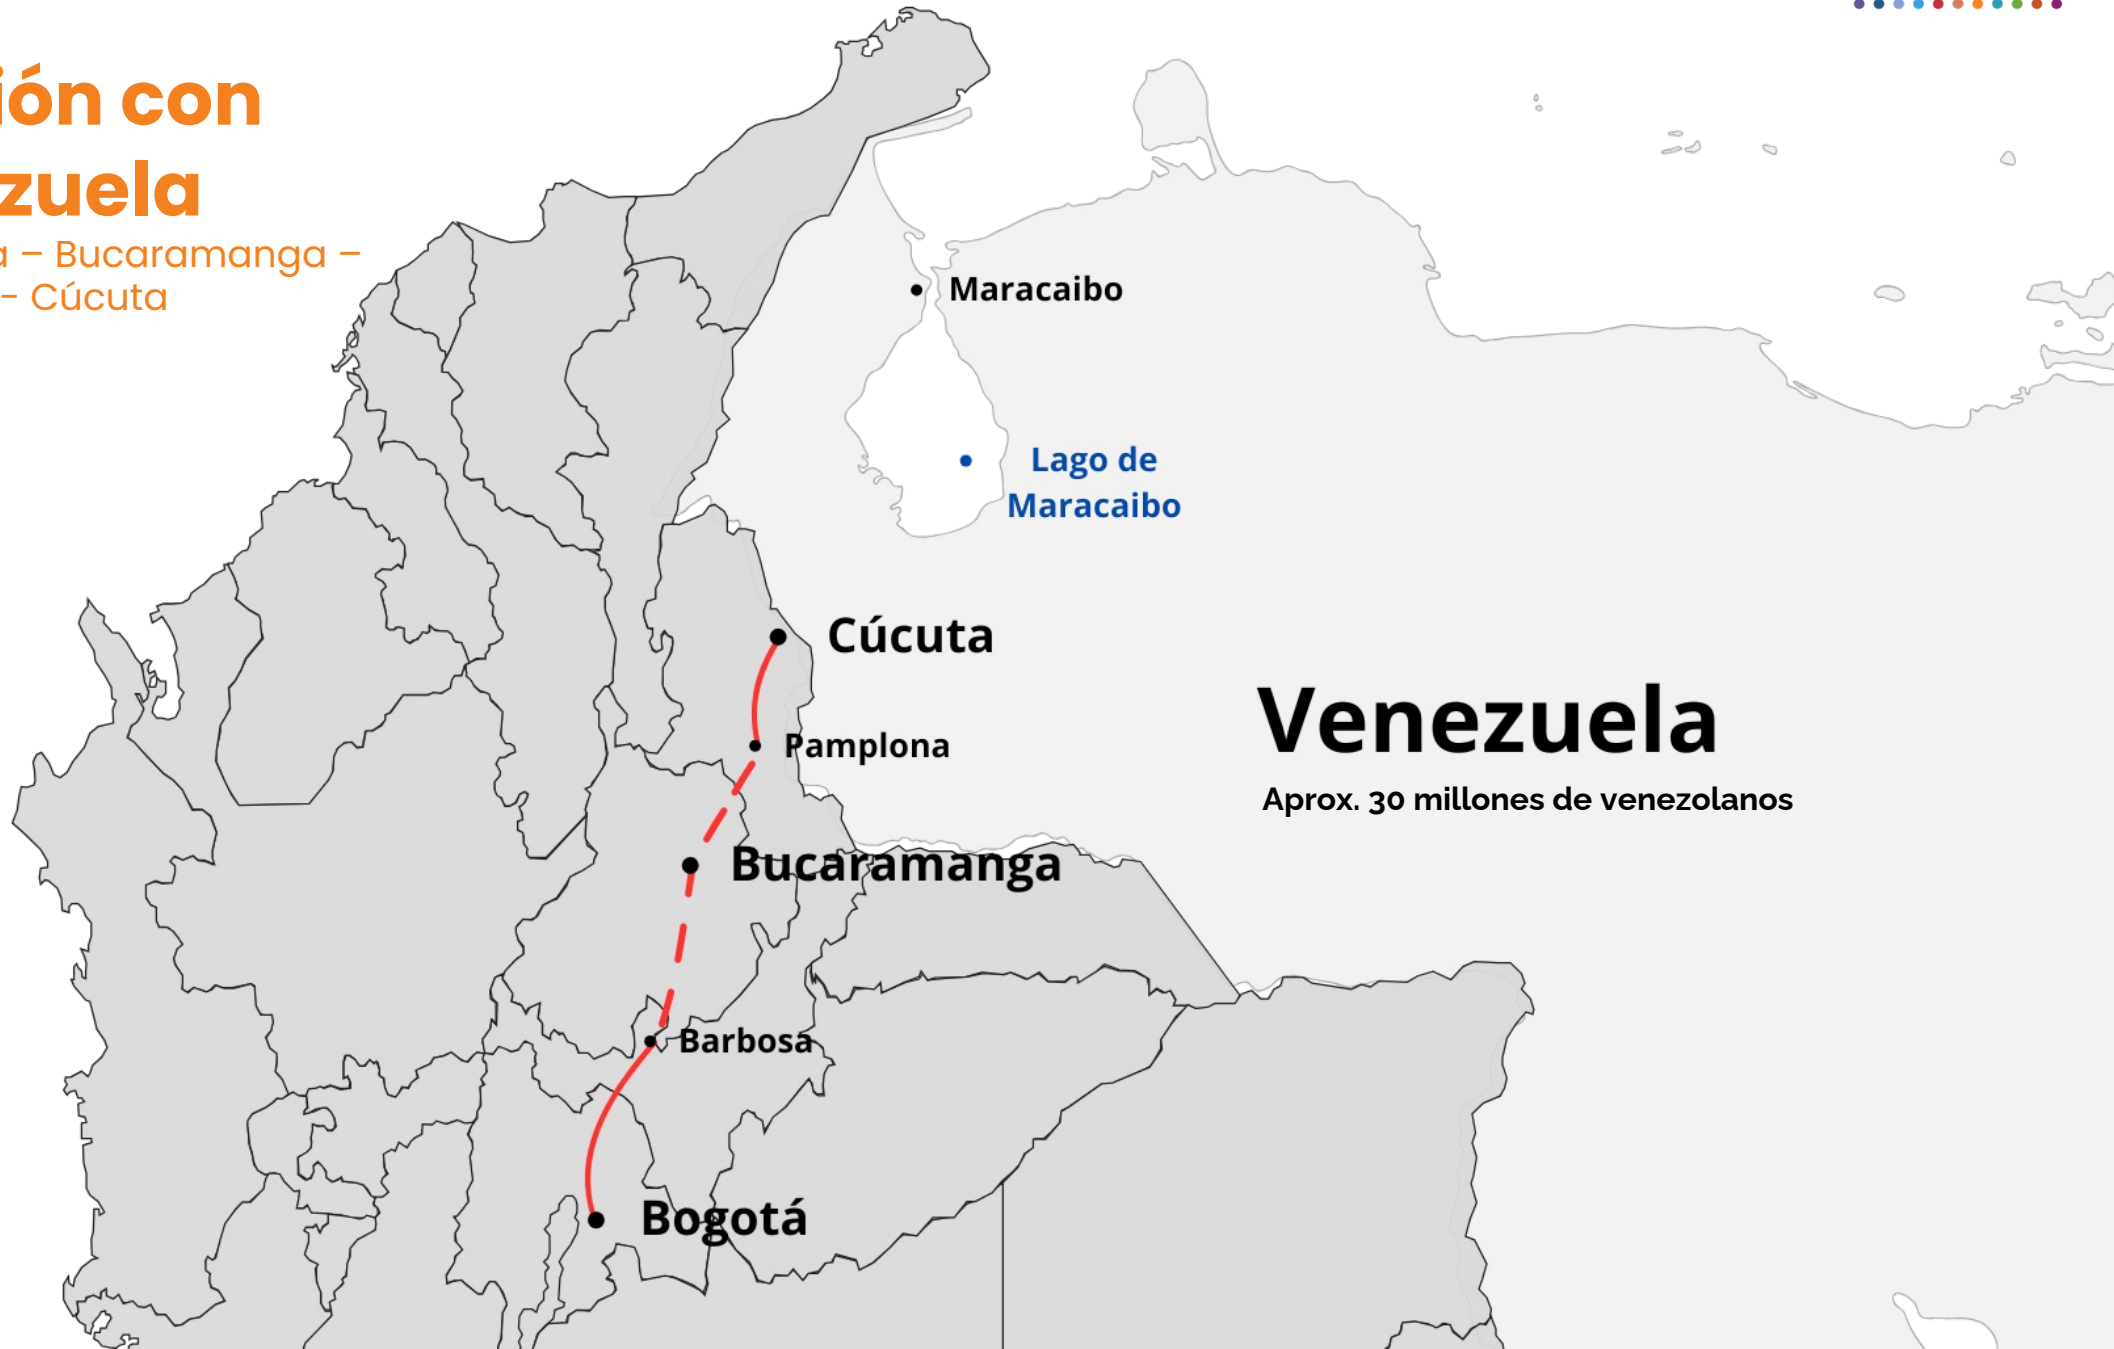 ión con
zuela
a – Bucaramanga –
- Cúcuta
Maracaibo
Lago de
Maracaibo
Cúcuta
Pamplona
Venezuela
Aprox. 30 millones de venezolanos
Bucaramanga
Barbosa
Bogotá